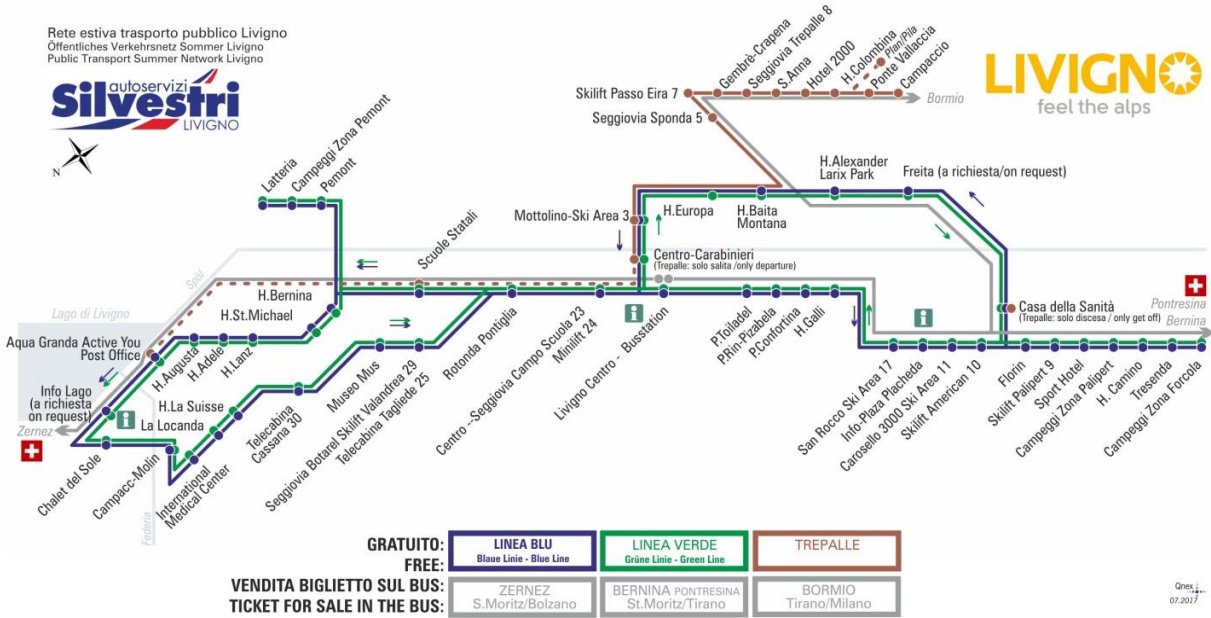 Rete estiva trasporto pubblico Livigno
Öffentliches Verkehrsnetz Sommer Livigno
Public Transport Summer Network Livigno
autoservizi
Silvestri
LIVIGNO
N
LIVIGNO
feel the alps
Skilift Passo Eira 7
Gembrè-Crapena
Seggiovia Trepalle 8
S.Anna
Hotel 2000
H.Colombina
Plan/Pila
Ponte Vallaccia
Campaccio
Bormio
Seggiovia Sponda 5
Latteria
Campeggi Zona Pemont
Pemont
Mottolino-Ski Area 3
H.Europa
H.Baita
Montana
H.Alexander
Larix Park
Freita (a richiesta/on request)
Scuole Statali
Centro-Carabinieri
(Trepalle: solo salita /only departure)
Spöl
Lago di Livigno
H.Bernina
H.St.Michael
Aqua Granda Active You
Post Office
H.Augusta
H.Adele
H.Lanz
Info Lago
(a richiesta
on request)
Zernez
i
H.La Suisse
La Locanda
Chalet del Sole
Campacc-Molin
International
Medical Center
Federia
Telecabina
Cassana 30
Museo Mus
Seggiovia Botarel Skilift Valandrea 29
Telecabina Tagliede 25
Rotonda Pontiglia
Centro --Seggiovia Campo Scuola 23
Minilift 24
i
Livigno Centro - Busstation
P.Toiladel
P.Rin-Pizabela
P.Confortina
H.Galli
i
Casa della Sanità
(Trepalle: solo discesa / only get off)
Pontresina
Bernina
San Rocco Ski Area 17
Info-Plaza Placheda
Carosello 3000 Ski Area 11
Skilift American 10
Florin
Skilift Palipert 9
Sport Hotel
Campeggi Zona Palipert
H. Camino
Tresenda
Campeggi Zona Forcola
GRATUITO:
FREE:
LINEA BLU
Blaue Linie - Blue Line
LINEA VERDE
Grüne Linie - Green Line
TREPALLE
VENDITA BIGLIETTO SUL BUS:
TICKET FOR SALE IN THE BUS:
ZERNEZ
S.Moritz/Bolzano
BERNINA PONTRESINA
St.Moritz/Tirano
BORMIO
Tirano/Milano
Qnex
07.2017